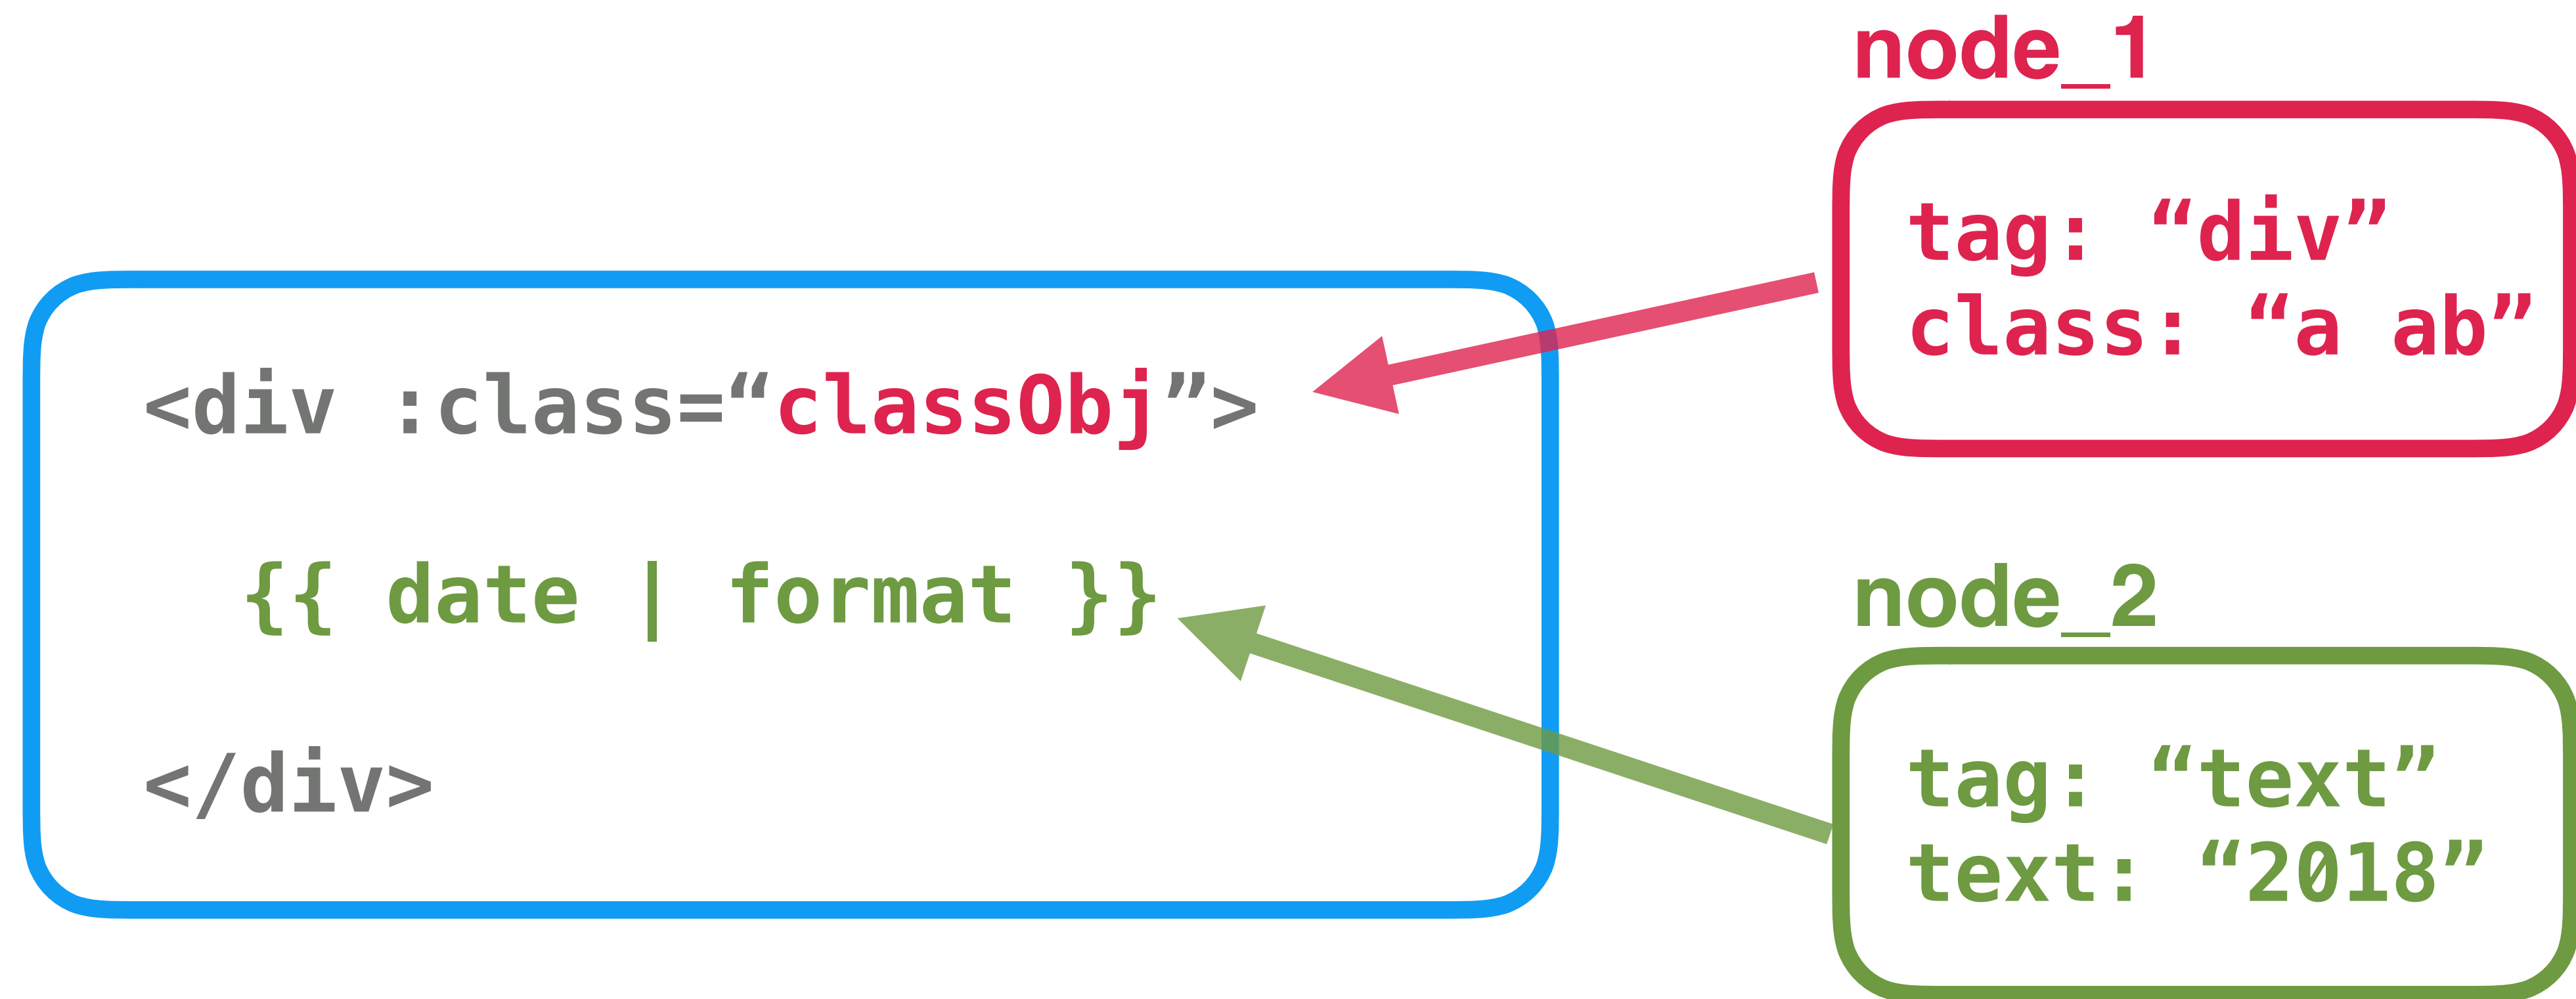 <div :class=“classObj”>
{{ date | format }}
</div>
node_1
tag: “div”
class: “a ab”
node_2
tag: “text”
text: “2018”